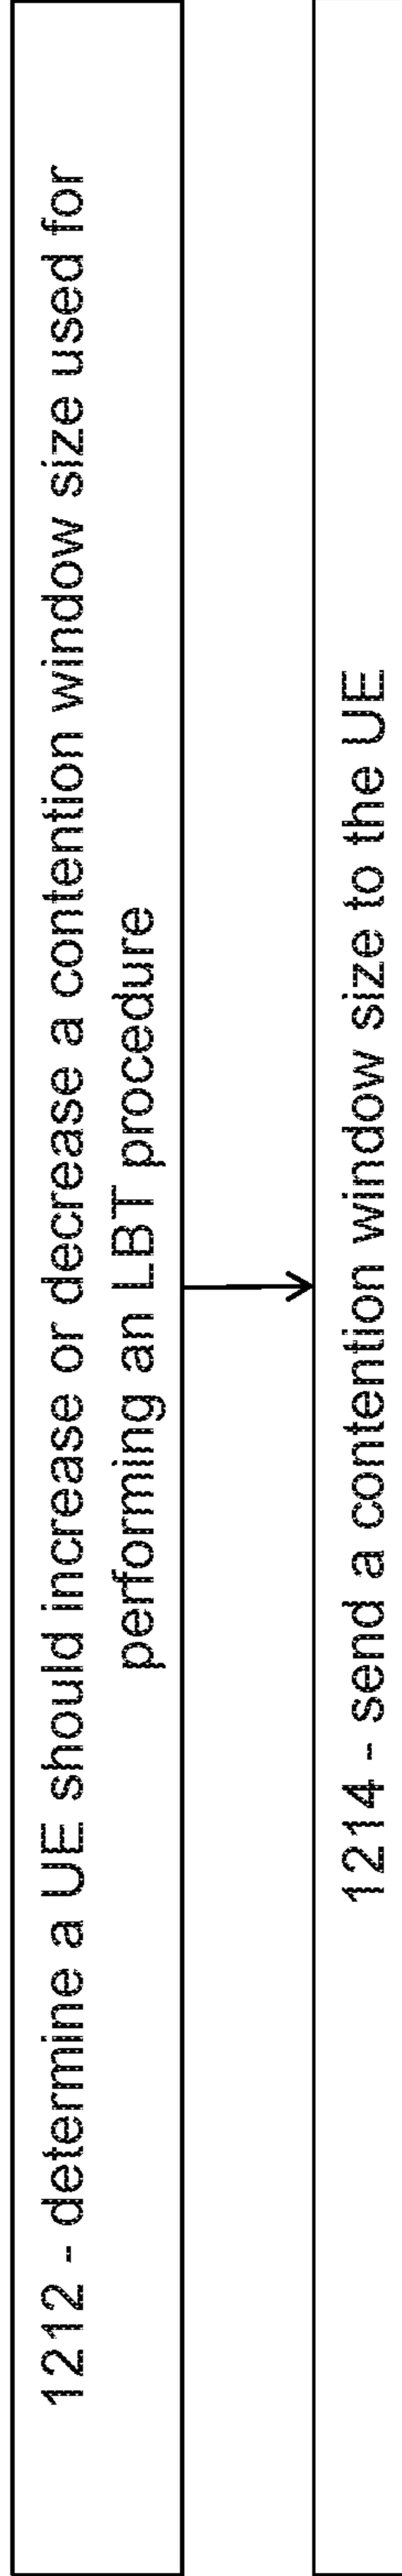 1212 - determine a UE should increase or decrease a contention window size used for
performing an LBT procedure
1214 - send a contention window size to the UE